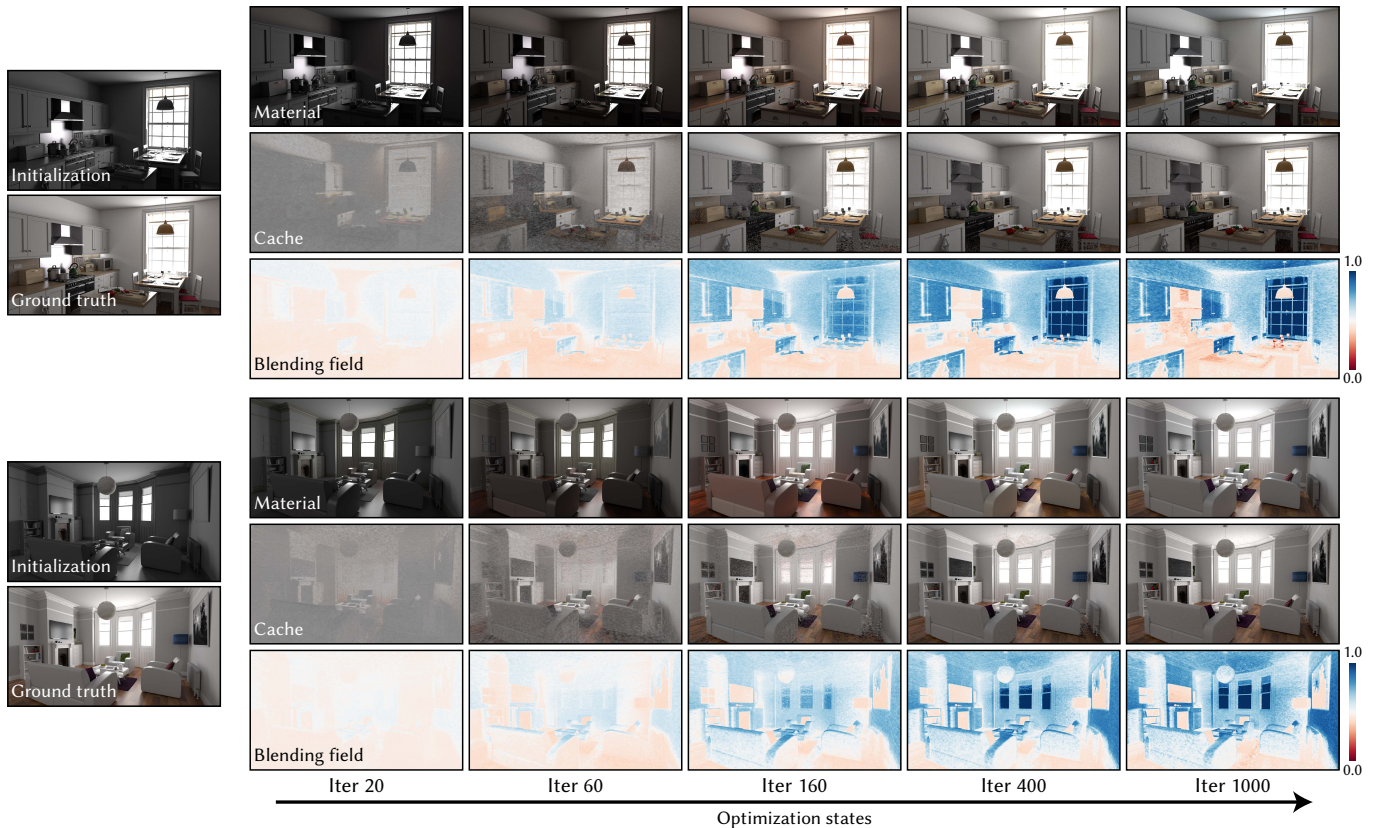 Material
Initialization
Cache
Ground truth
1.0
Blending field
0.0
Material
Initialization
Cache
Ground truth
1.0
Blending field
0.0
Iter 20 Iter 60 Iter 160 Iter 400 Iter 1000
Optimization states